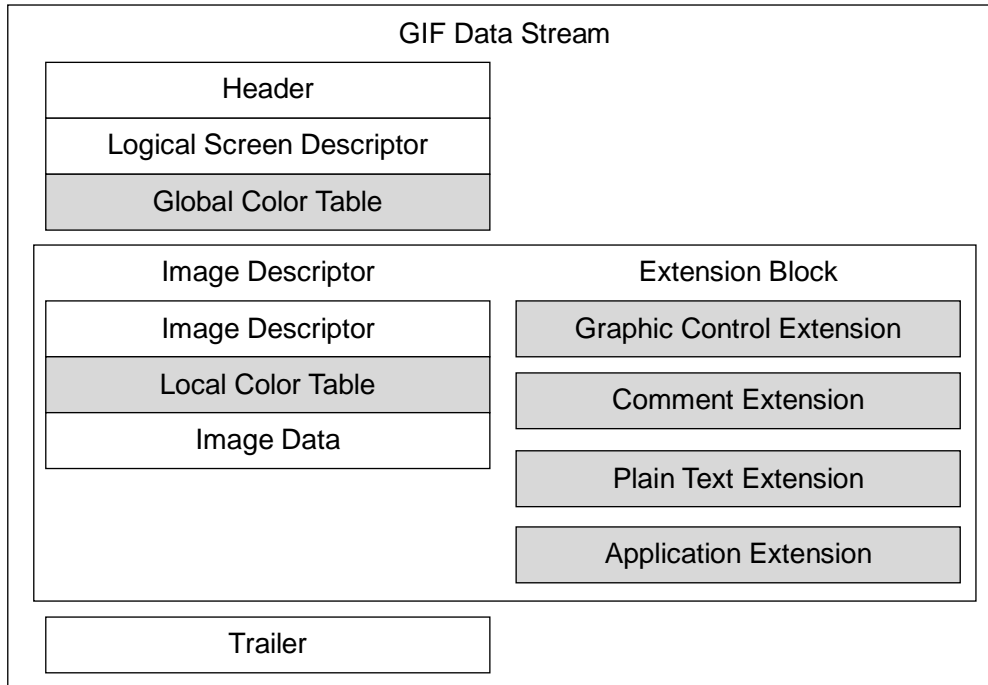 GIF Data Stream
Header
Logical Screen Descriptor
Global Color Table
Image Descriptor
Image Descriptor
Local Color Table
Image Data
Extension Block
Graphic Control Extension
Comment Extension
Plain Text Extension
Application Extension
Trailer